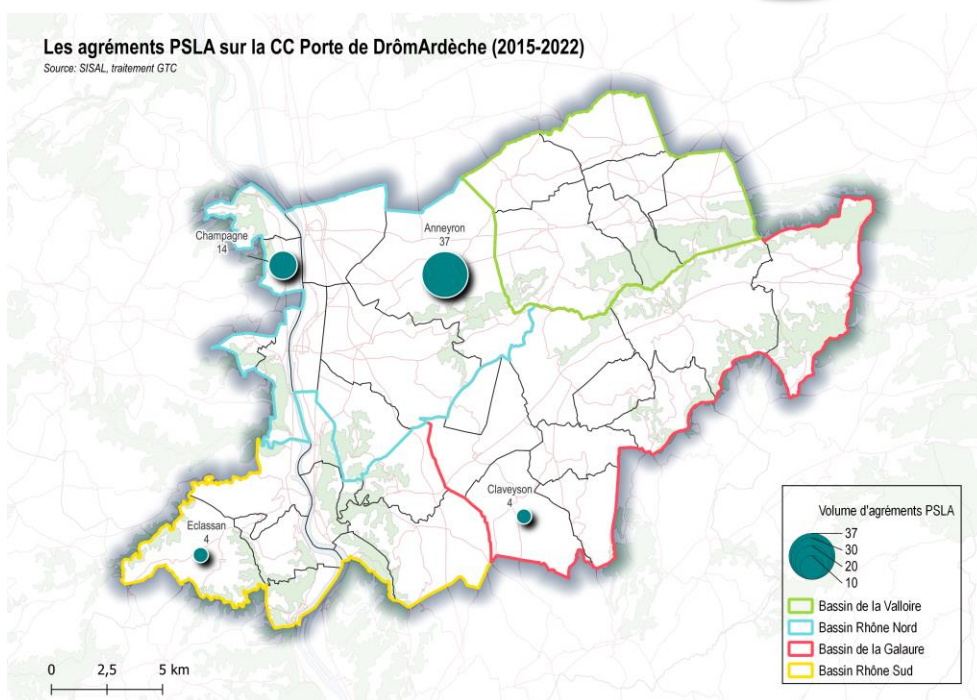 Les agréments PSLA sur la CC Porte de DrômArdèche (2015-2022)
Source: SISAL, traitement GTC
Anneyron
37
Champagne
14
Claveyson
4
Eclassan
4
Volume d'agréments PSLA
37
30
20
10
Bassin de la Valloire
Bassin Rhône Nord
Bassin de la Galaure
Bassin Rhône Sud
0 2,5 5 km